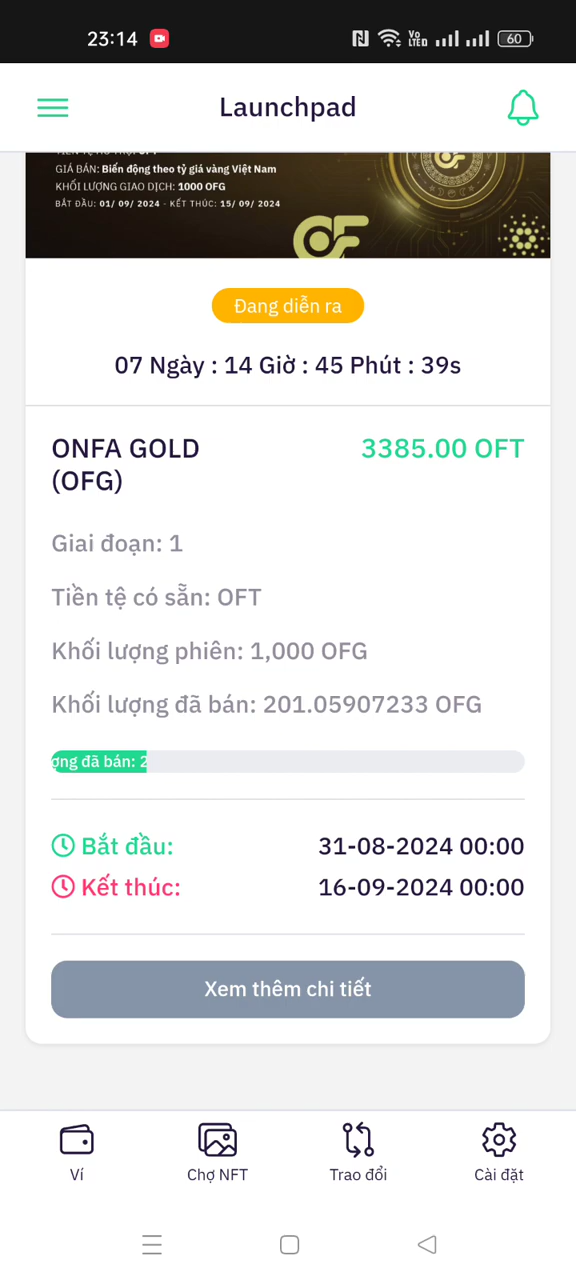 23:14
Vo
LTED
60
Launchpad
GIÁ BÁN: Biến động theo tỷ giá vàng Việt Nam
KHỐI LƯỢNG GIAO DỊCH: 1000 OFG
BẮT ĐẦU: 01/ 09/ 2024 - KẾT THÚC: 15/ 09/ 2024
Đang diễn ra
07 Ngày : 14 Giờ : 45 Phút : 39s
ONFA GOLD
(OFG)
3385.00 OFT
Giai đoạn: 1
Tiền tệ có sẵn: OFT
Khối lượng phiên: 1,000 OFG
Khối lượng đã bán: 201.05907233 OFG
ợng đã bán: 2
Bắt đầu: 31-08-2024 00:00
Kết thúc: 16-09-2024 00:00
Xem thêm chi tiết
Ví
Chợ NFT
Trao đổi
Cài đặt